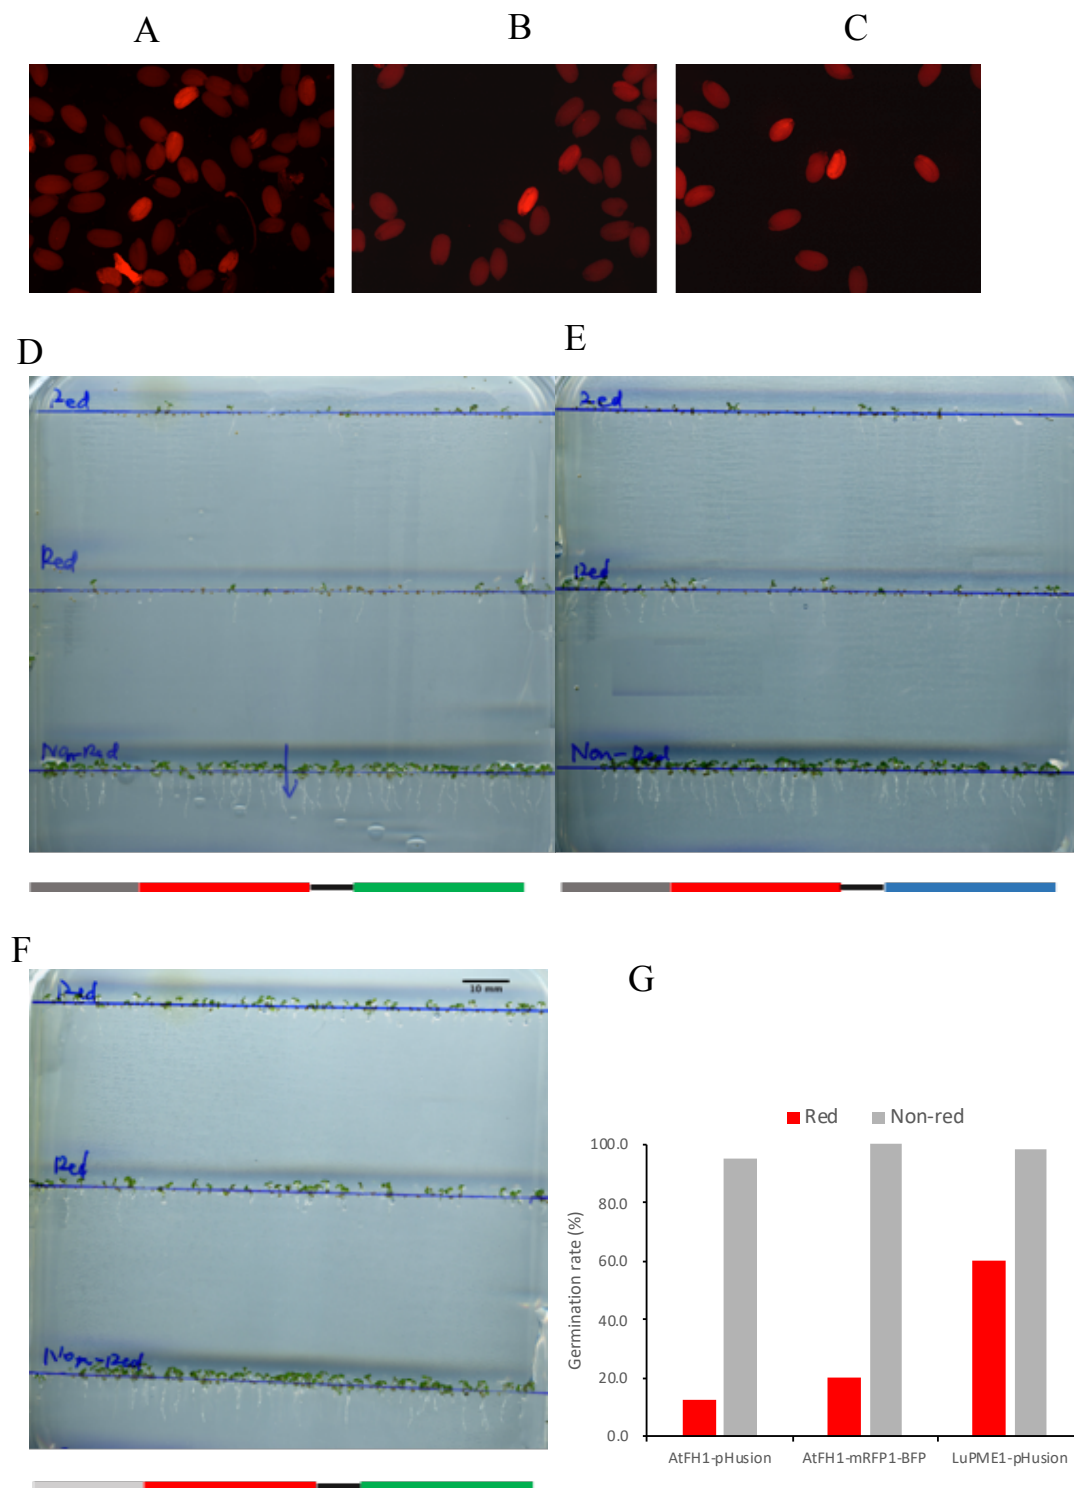 A
B
C
D
E
Red
Red
Red
Red
Non-Red
Non-Red
F
G
Red
10 mm
Red
Non-Red
Red
Non-red
100.0
80.0
60.0
40.0
20.0
0.0
Germination rate (%)
AtFH1-pHusion
AtFH1-mRFP1-BFP
LuPME1-pHusion